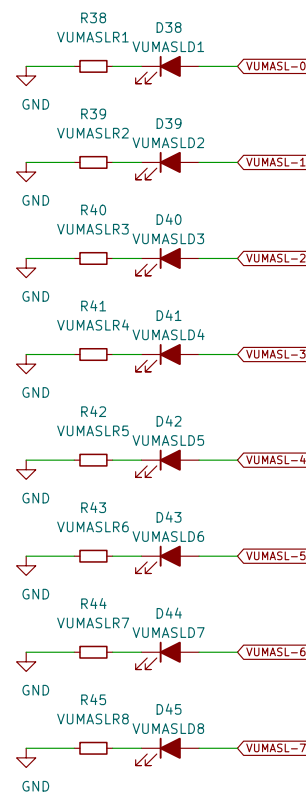 R38
VUMASLR1
D38
VUMASLD1
VUMASL-0
GND
R39
VUMASLR2
D39
VUMASLD2
VUMASL-1
GND
R40
VUMASLR3
D40
VUMASLD3
VUMASL-2
GND
R41
VUMASLR4
D41
VUMASLD4
VUMASL-3
GND
R42
VUMASLR5
D42
VUMASLD5
VUMASL-4
GND
R43
VUMASLR6
D43
VUMASLD6
VUMASL-5
GND
R44
VUMASLR7
D44
VUMASLD7
VUMASL-6
GND
R45
VUMASLR8
D45
VUMASLD8
VUMASL-7
GND